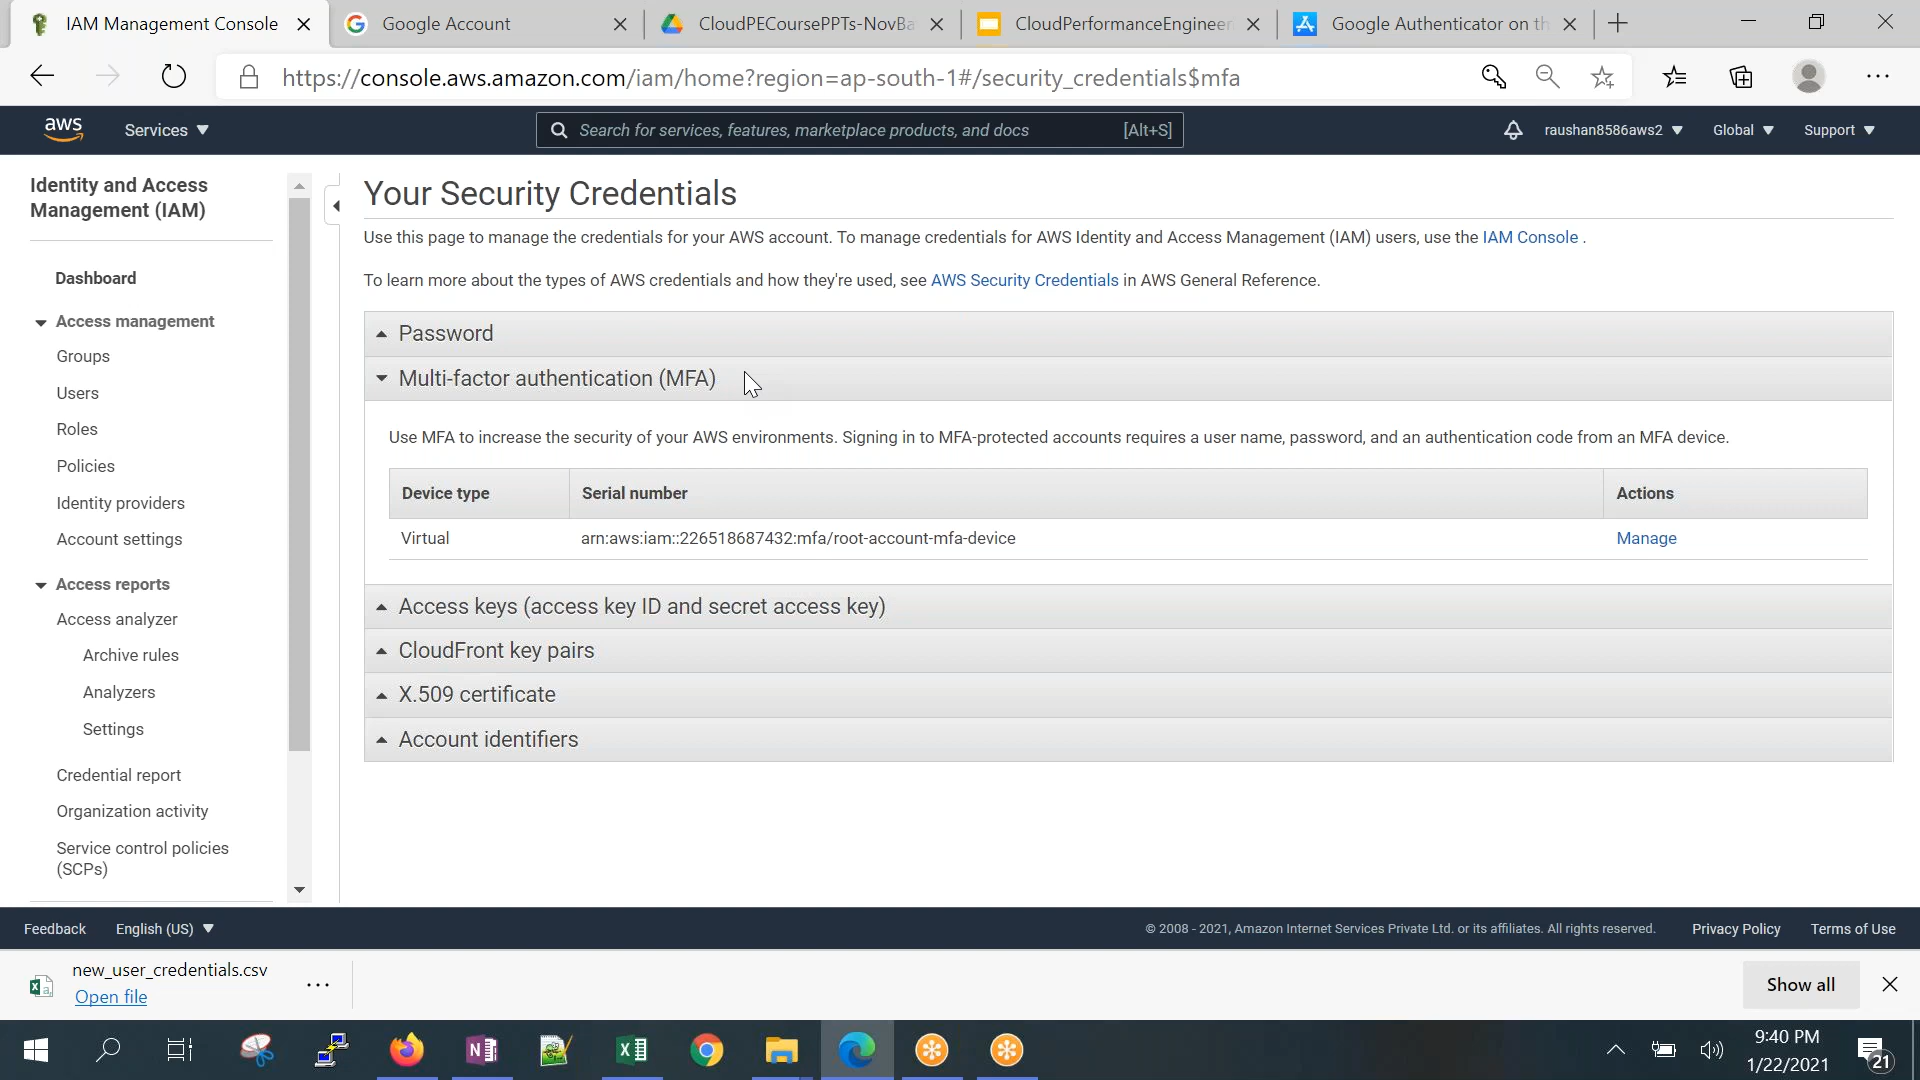 IAM Management Console
Google Account
CloudPECoursePPTs-NovBa
CloudPerformanceEngineer
Google Authenticator on th
https://console.aws.amazon.com/iam/home?region=ap-south-1#/security_credentials$mfa
aws
Services
Search for services, features, marketplace products, and docs
[Alt+S]
raushan8586aws2
Global
Support
Identity and Access
Management (IAM)
Dashboard
Access management
Groups
Users
Roles
Policies
Identity providers
Account settings
Access reports
Access analyzer
Archive rules
Analyzers
Settings
Credential report
Organization activity
Service control policies
(SCPs)
Your Security Credentials
Use this page to manage the credentials for your AWS account. To manage credentials for AWS Identity and Access Management (IAM) users, use the IAM Console .
To learn more about the types of AWS credentials and how they're used, see AWS Security Credentials in AWS General Reference.
Password
Multi-factor authentication (MFA)
Use MFA to increase the security of your AWS environments. Signing in to MFA-protected accounts requires a user name, password, and an authentication code from an MFA device.
Device type
Serial number
Actions
Virtual
arn:aws:iam::226518687432:mfa/root-account-mfa-device
Manage
Access keys (access key ID and secret access key)
CloudFront key pairs
X.509 certificate
Account identifiers
Feedback
English (US)
© 2008 - 2021, Amazon Internet Services Private Ltd. or its affiliates. All rights reserved.
Privacy Policy
Terms of Use
new_user_credentials.csv
Open file
Show all
9:40 PM
1/22/2021
21